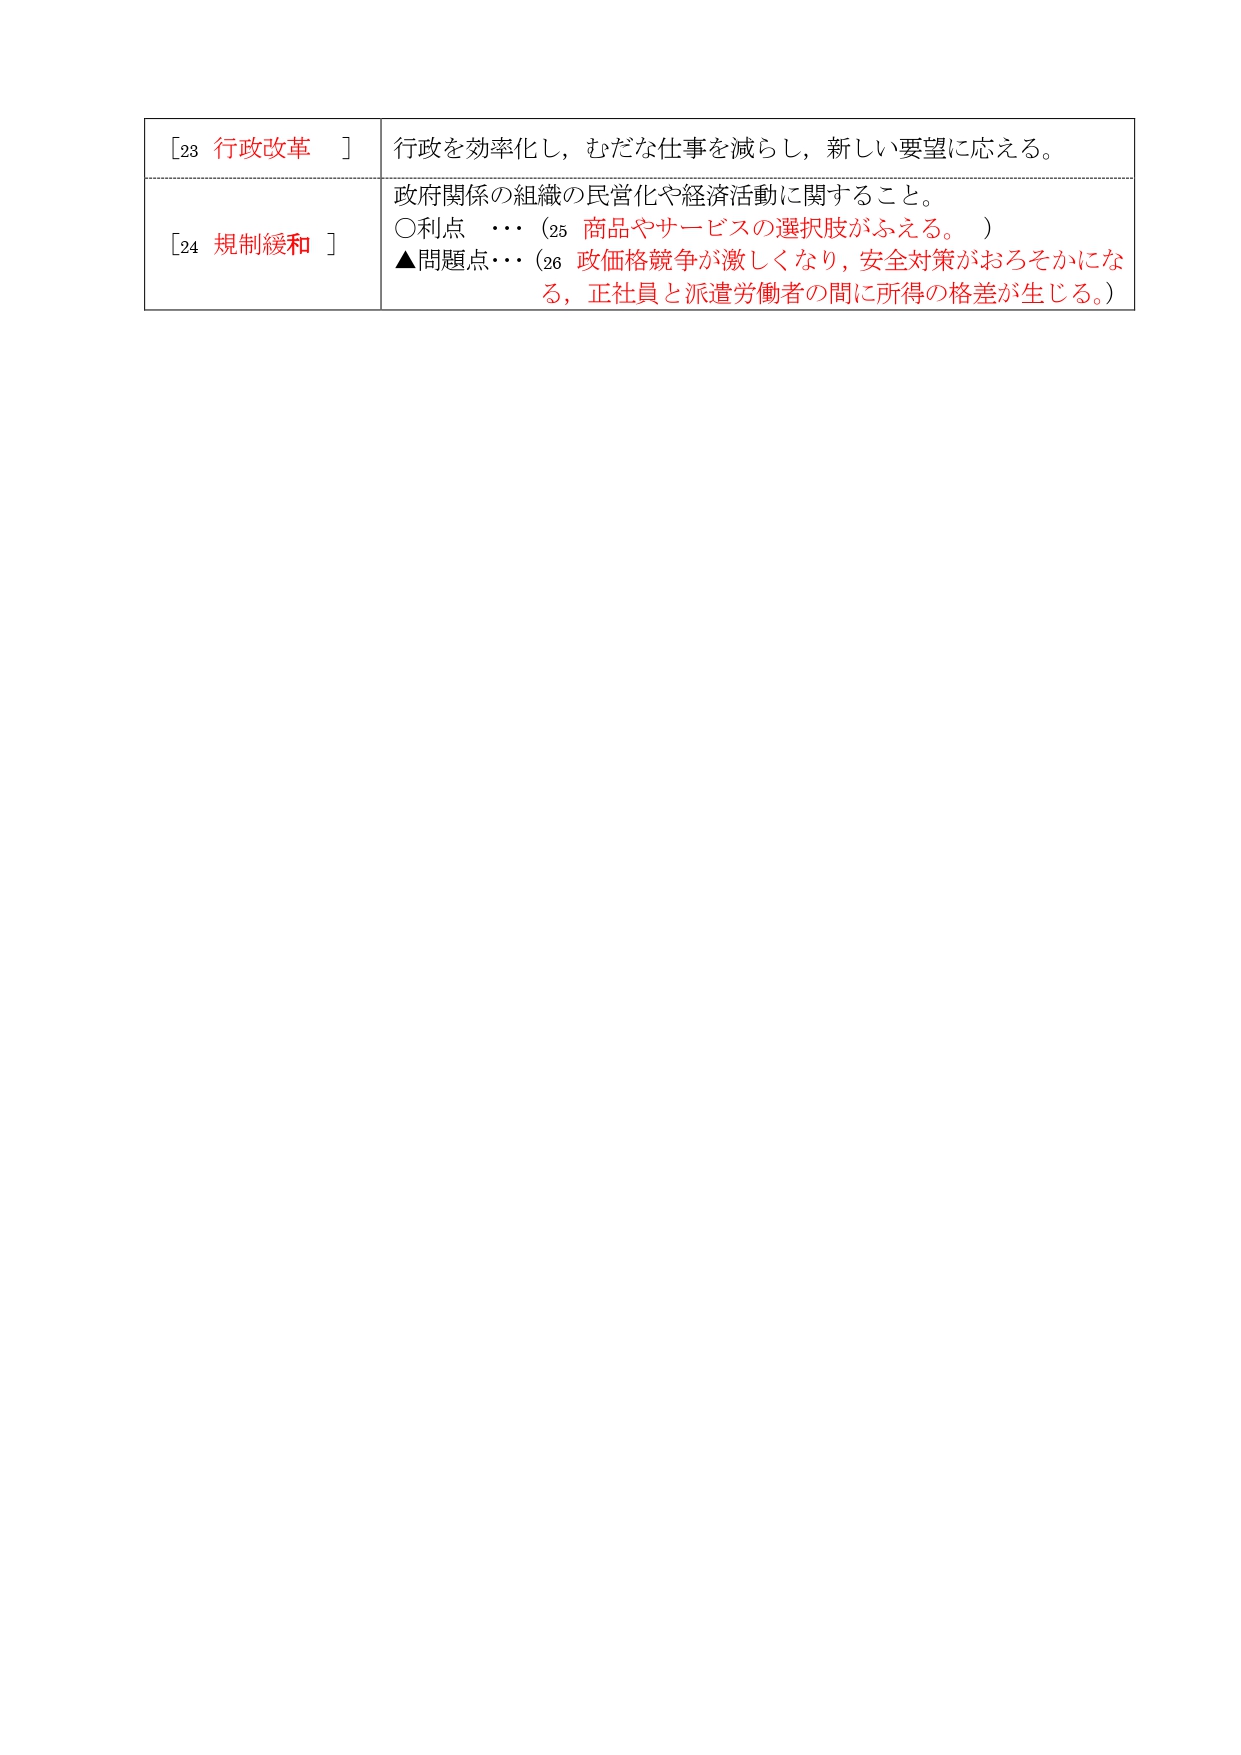 ［23 行政改革　］ 行政を効率化し，むだな仕事を減らし，新しい要望に応える。
［24 規制緩和 ］
政府関係の組織の民営化や経済活動に関すること。
○利点　･･･（25 商品やサービスの選択肢がふえる。　）
▲問題点･･･（26 政価格競争が激しくなり，安全対策がおろそかにな
る，正社員と派遣労働者の間に所得の格差が生じる。）